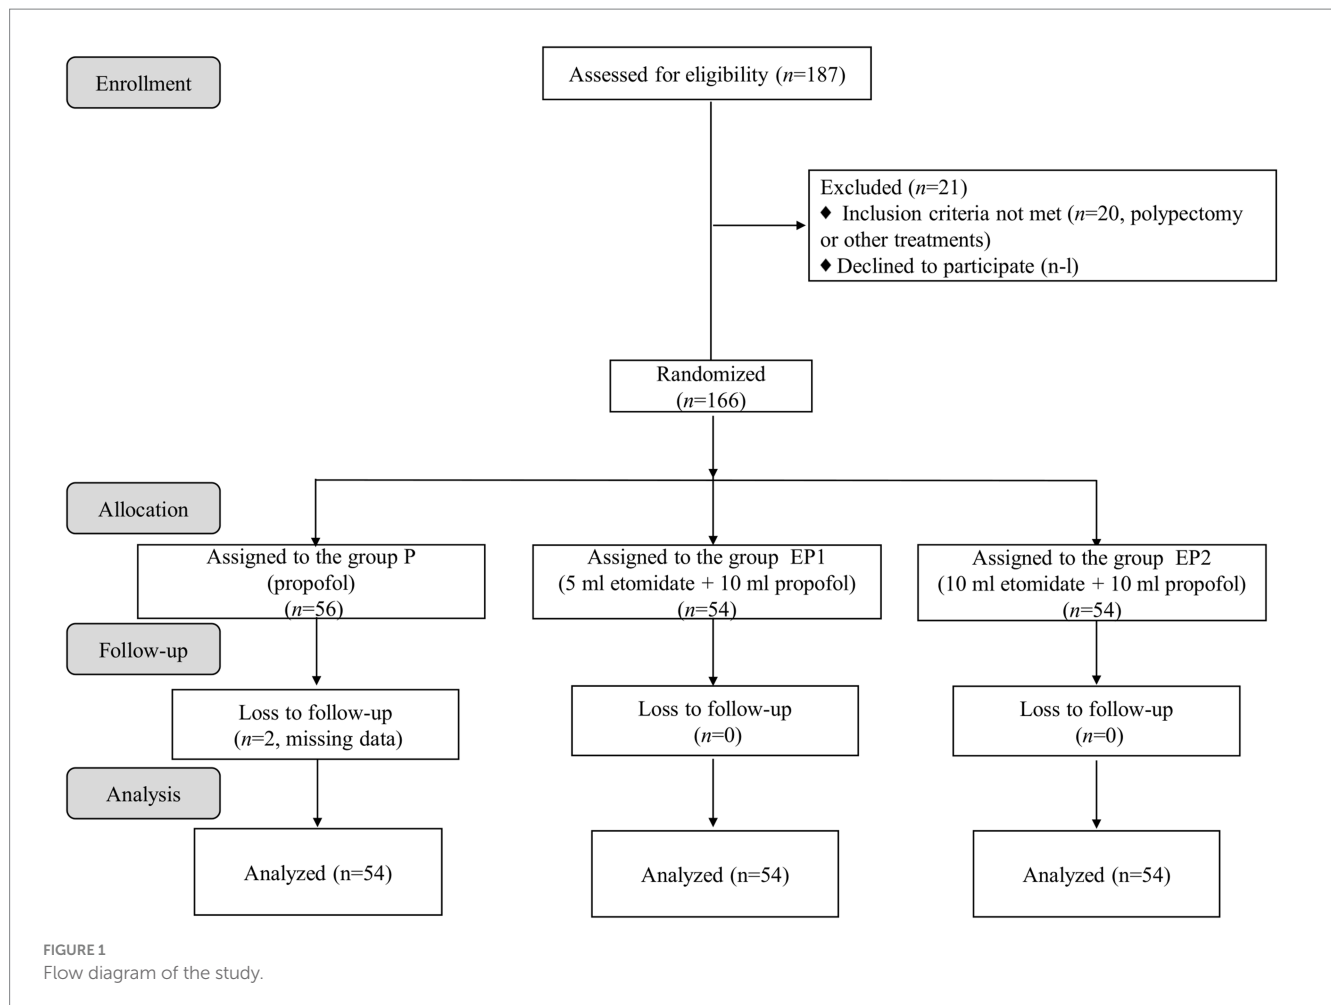 Enrollment
Assessed for eligibility (n=187)
Excluded (n=21)
♦ Inclusion criteria not met (n=20, polypectomy
or other treatments)
♦ Declined to participate (n-l)
Randomized
(n=166)
Allocation
Assigned to the group P
(propofol)
(n=56)
Assigned to the group EP1
(5 ml etomidate + 10 ml propofol)
(n=54)
Assigned to the group EP2
(10 ml etomidate + 10 ml propofol)
(n=54)
Follow-up
Loss to follow-up
(n=2, missing data)
Loss to follow-up
(n=0)
Loss to follow-up
(n=0)
Analysis
Analyzed (n=54)
Analyzed (n=54)
Analyzed (n=54)
FIGURE 1
Flow diagram of the study.